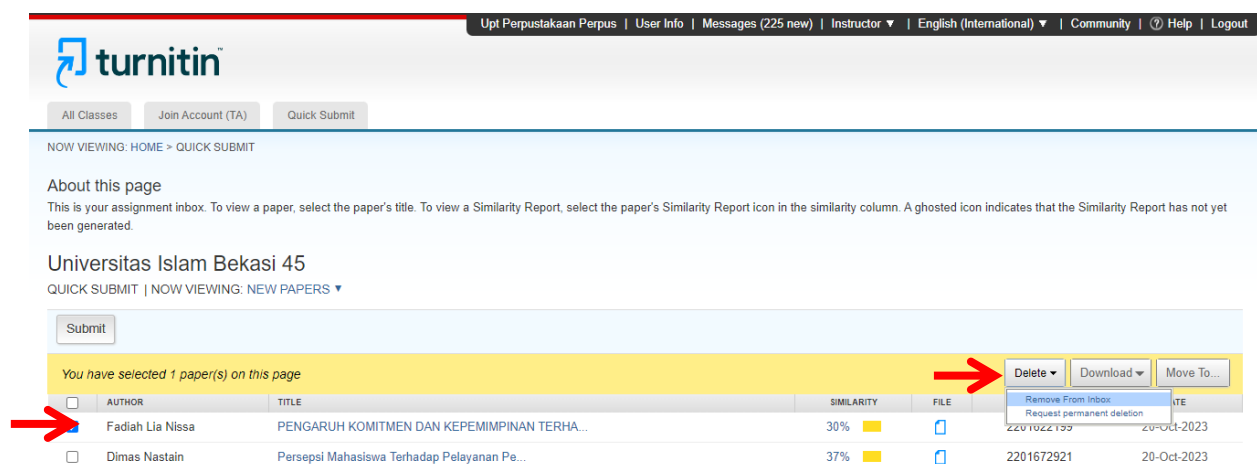 Upt Perpustakaan Perpus | User Info | Messages (225 new) | Instructor ▼ | English (International) ▼ | Community | ? Help | Logout
turnitin
All Classes Join Account (TA) Quick Submit
NOW VIEWING: HOME > QUICK SUBMIT
About this page
This is your assignment inbox. To view a paper, select the paper's title. To view a Similarity Report, select the paper's Similarity Report icon in the similarity column. A ghosted icon indicates that the Similarity Report has not yet
been generated.
Universitas Islam Bekasi 45
QUICK SUBMIT | NOW VIEWING: NEW PAPERS ▼
Submit
You have selected 1 paper(s) on this page Delete Download Move To...
Remove From Inbox
Request permanent deletion
AUTHOR TITLE SIMILARITY FILE
Fadiah Lia Nissa PENGARUH KOMITMEN DAN KEPEMIMPINAN TERHA... 30% 2201622199 20-Oct-2023
Dimas Nastain Persepsi Mahasiswa Terhadap Pelayanan Pe... 37% 2201672921 20-Oct-2023